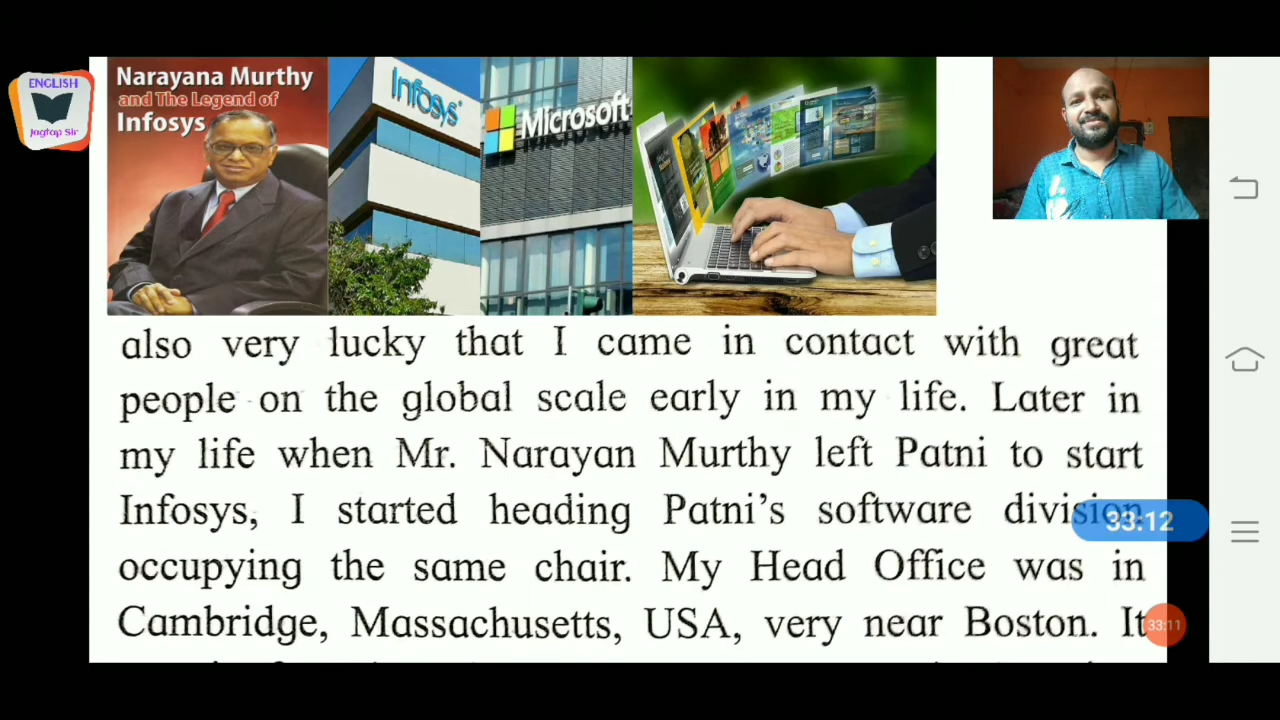 ENGLISH
Jagtap Sir
Narayana Murthy
and The Legend of
Infosys
Infosys
Microsoft
also very lucky that I came in contact with great
people on the global scale early in my life. Later in
my life when Mr. Narayan Murthy left Patni to start
Infosys, I started heading Patni's software division
33:12
occupying the same chair. My Head Office was in
Cambridge, Massachusetts, USA, very near Boston. It
33:11